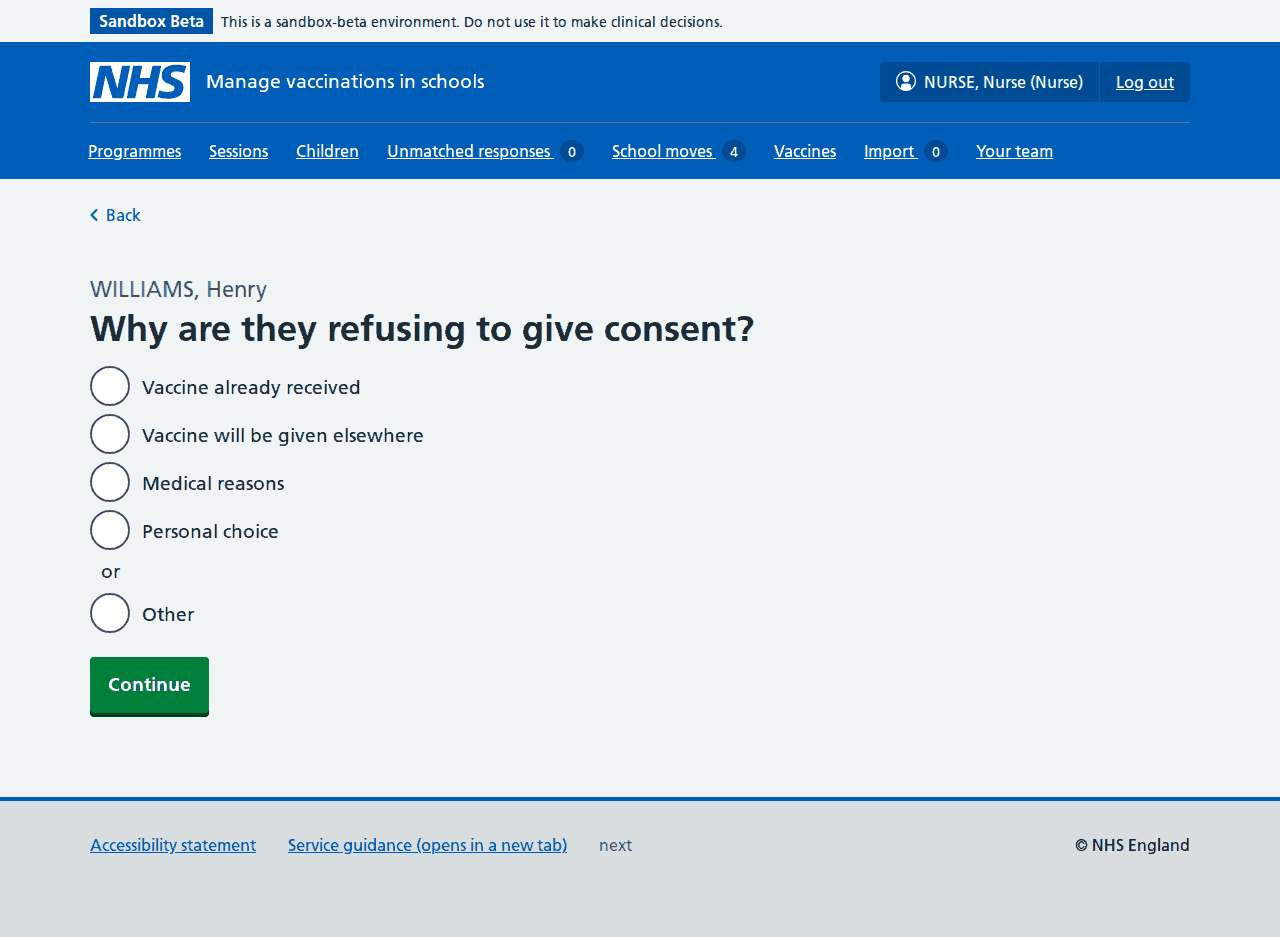 Sandbox Beta This is a sandbox-beta environment. Do not use it to make clinical decisions.
NHS Manage vaccinations in schools NURSE, Nurse (Nurse) Log out
Programmes Sessions Children Unmatched responses 0 School moves 4 Vaccines Import 0 Your team
Back
WILLIAMS, Henry
Why are they refusing to give consent?
Vaccine already received
Vaccine will be given elsewhere
Medical reasons
Personal choice
or
Other
Continue
Accessibility statement Service guidance (opens in a new tab) next © NHS England